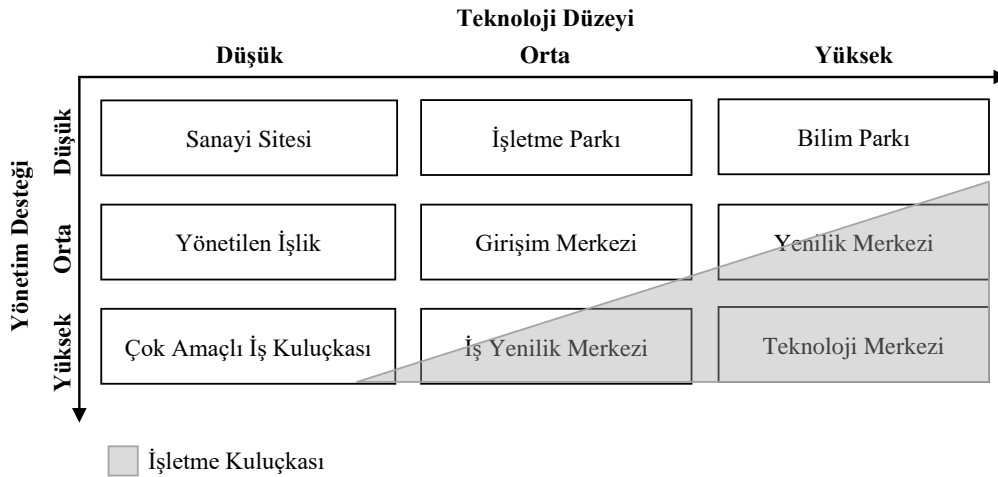 Teknoloji Düzeyi
Düşük Orta Yüksek
Yönetim Desteği
Düşük
Sanayi Sitesi İşletme Parkı Bilim Parkı
Orta
Yönetilen İşlik Girişim Merkezi Yenilik Merkezi
Yüksek
Çok Amaçlı İş Kuluçkası İş Yenilik Merkezi Teknoloji Merkezi
İşletme Kuluçkası